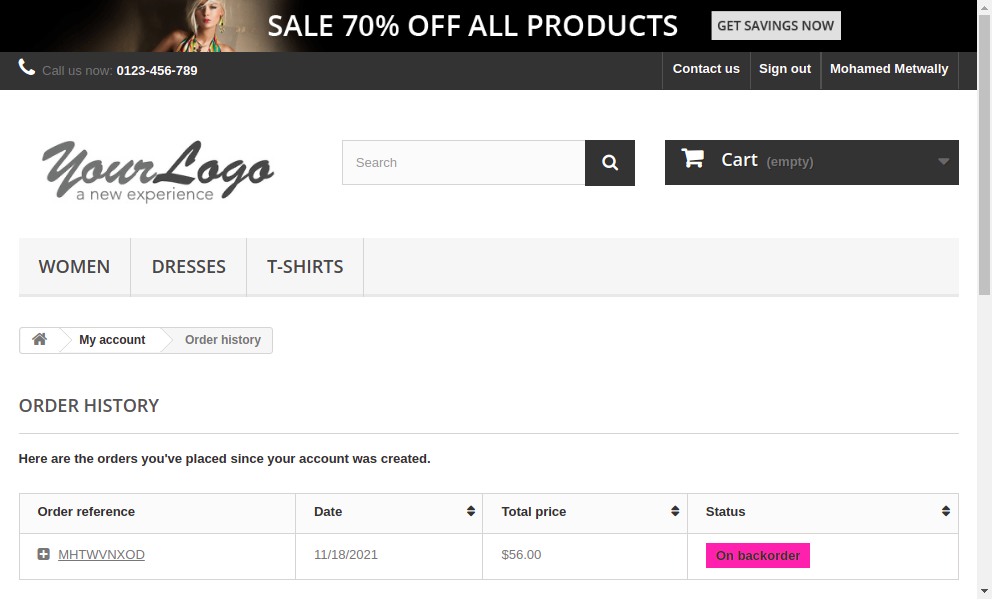 SALE 70% OFF ALL PRODUCTS GET SAVINGS NOW
Call us now: 0123-456-789 Contact us Sign out Mohamed Metwally
YourLogo
a new experience
Search
Cart (empty)
WOMEN DRESSES T-SHIRTS
My account Order history
ORDER HISTORY
Here are the orders you've placed since your account was created.
Order reference Date Total price Status
MHTWVNXOD 11/18/2021 $56.00 On backorder